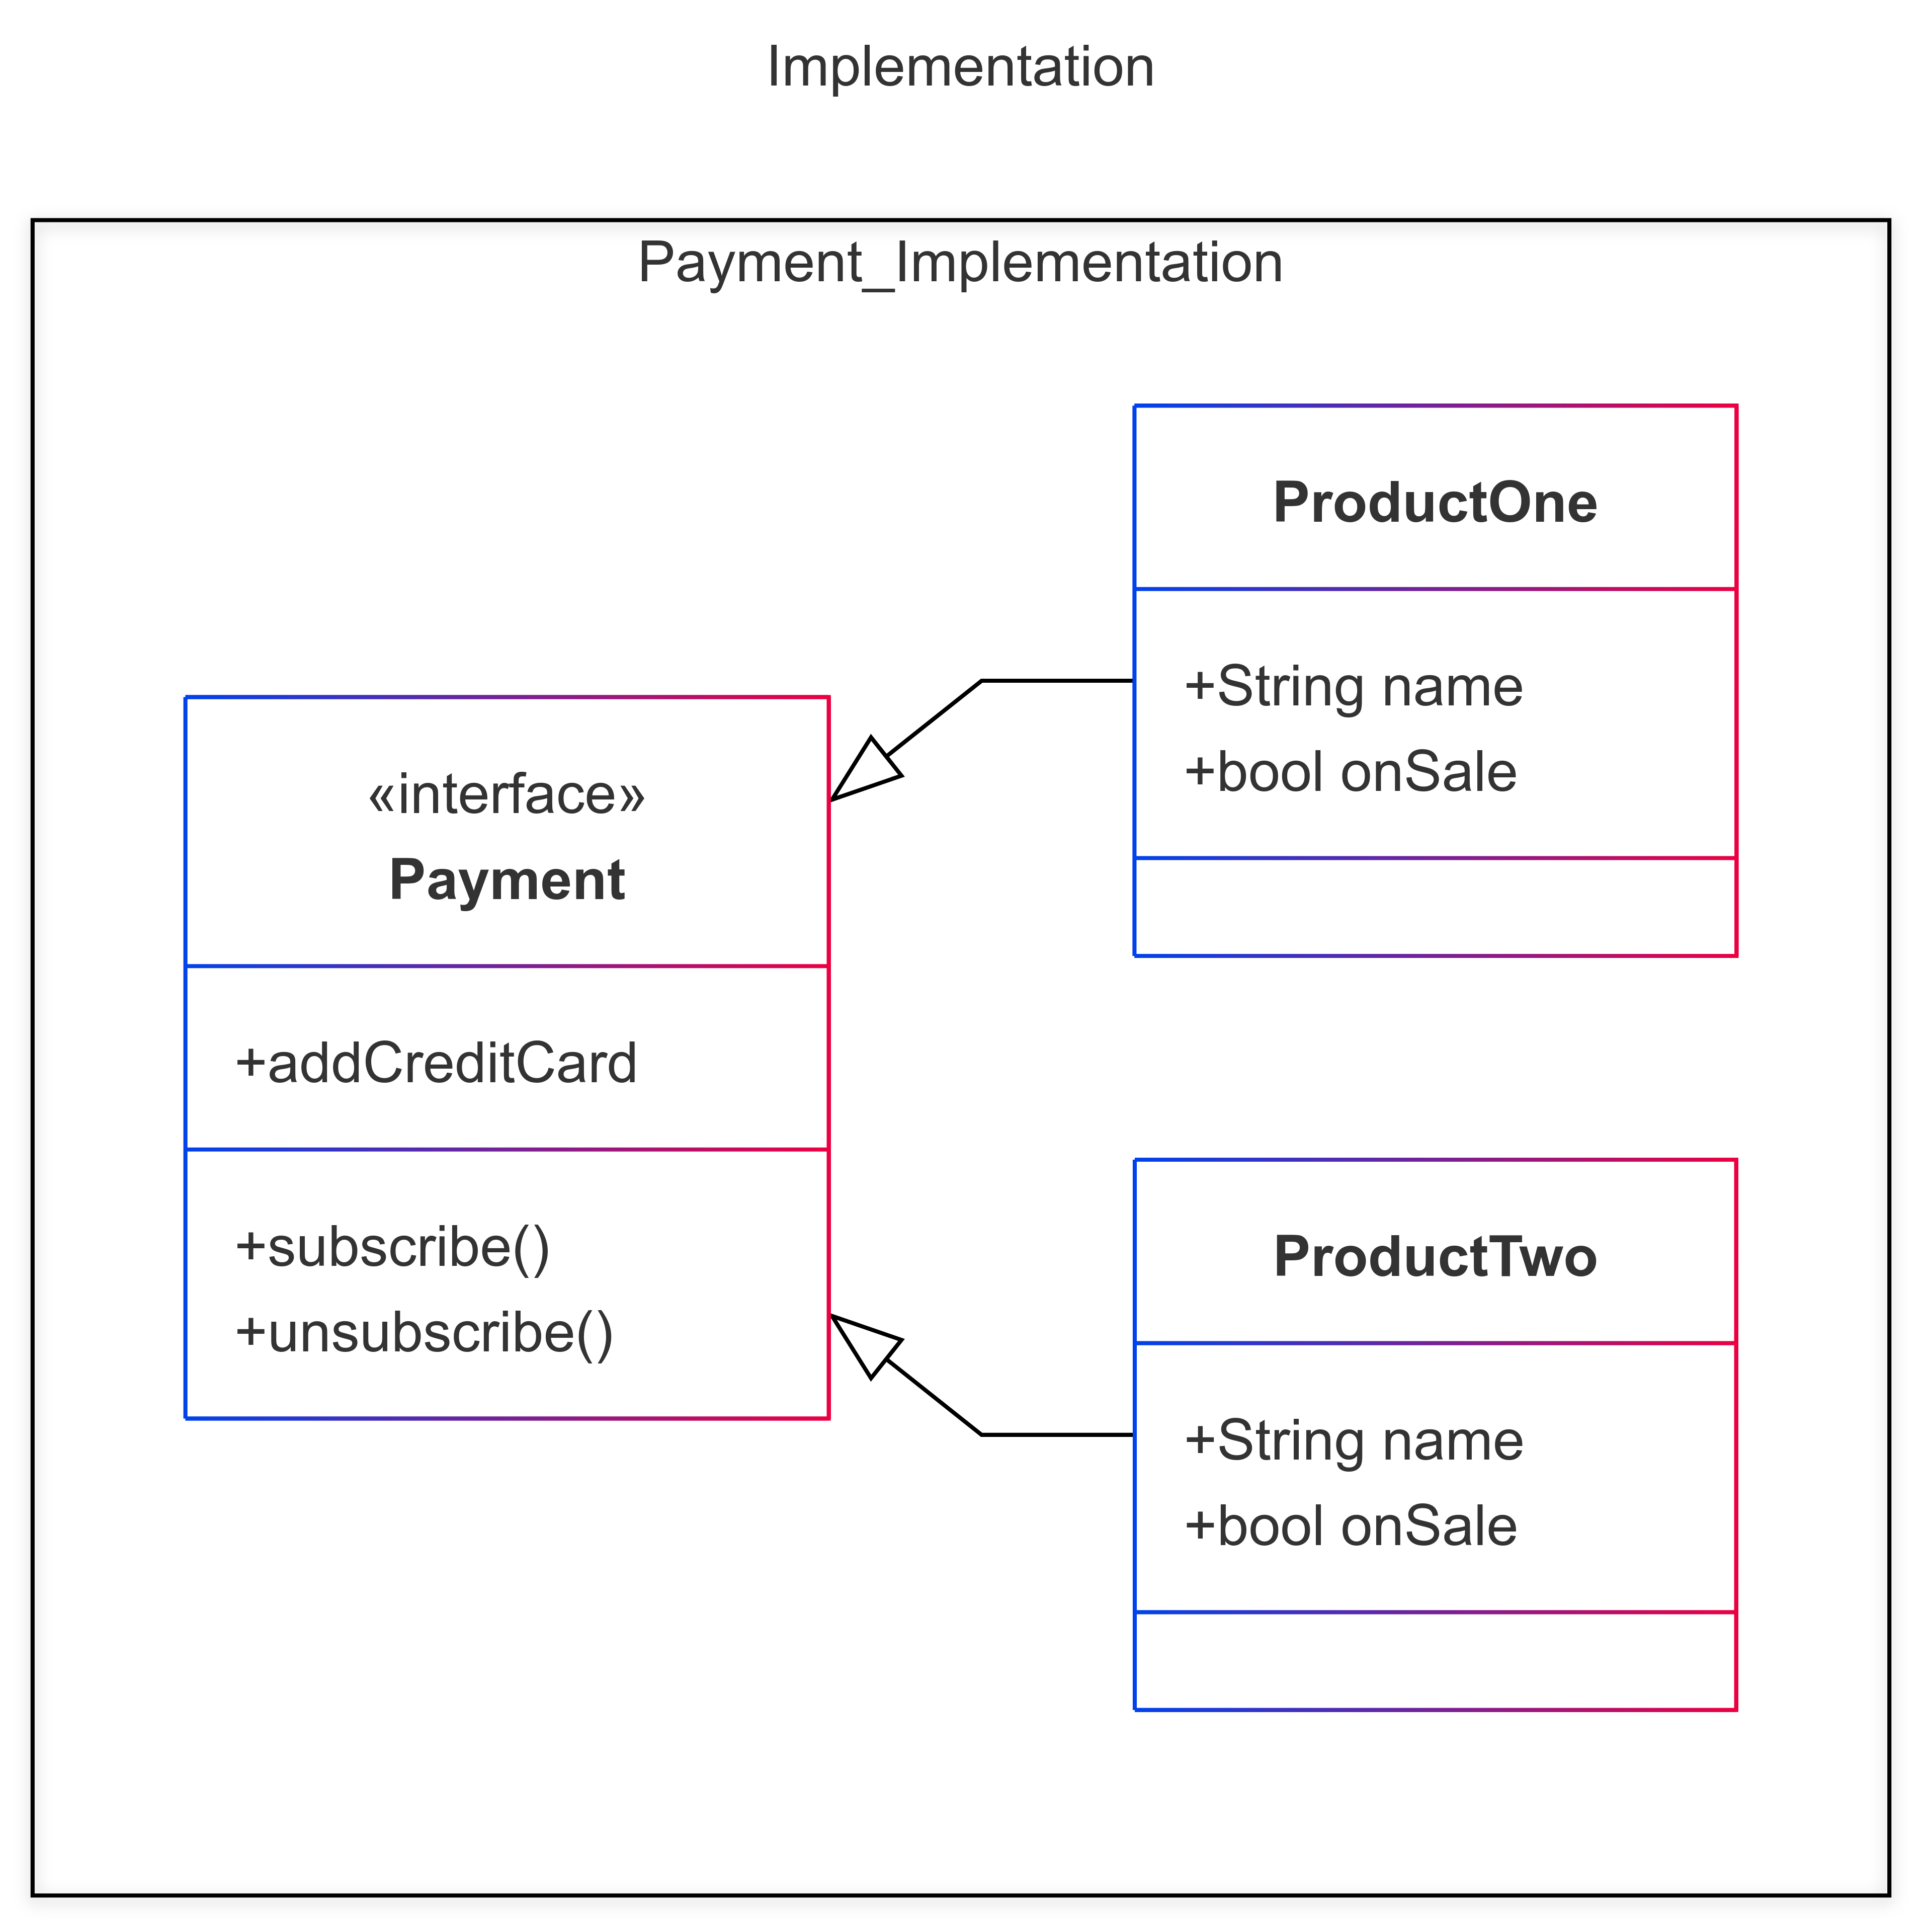 Implementation
Payment_Implementation
«interface»
Payment
+addCreditCard
+subscribe()
+unsubscribe()
ProductOne
+String name
+bool onSale
ProductTwo
+String name
+bool onSale